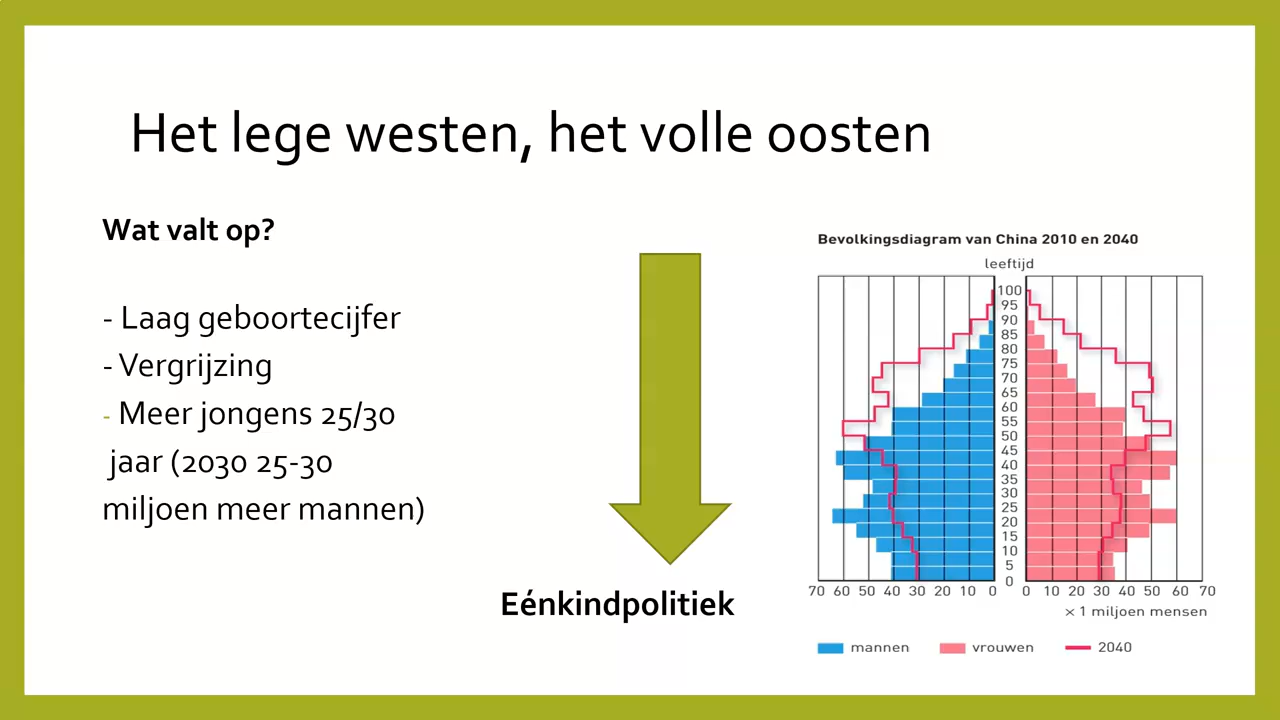 Het lege westen, het volle oosten
Wat valt op?
- Laag geboortecijfer
- Vergrijzing
- Meer jongens 25/30
jaar (2030 25-30
miljoen meer mannen)
Eénkindpolitiek
Bevolkingsdiagram van China 2010 en 2040
leeftijd
100
95
90
85
80
75
70
65
60
55
50
45
40
35
30
25
20
15
10
5
0
70 60 50 40 30 20 10 0 0 10 20 30 40 50 60 70
x 1 miljoen mensen
mannen vrouwen 2040